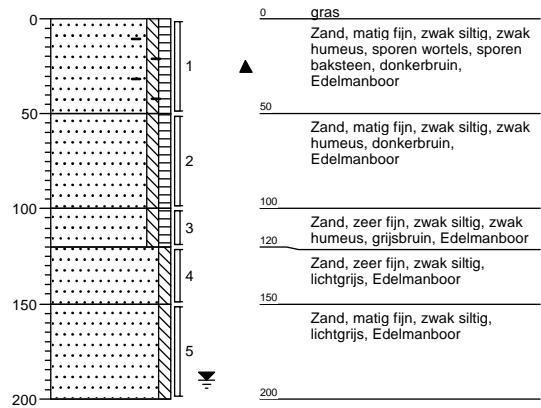 0
50
100
150
200
1
2
3
4
5
0
gras
Zand, matig fijn, zwak siltig, zwak
humeus, sporen wortels, sporen
baksteen, donkerbruin,
Edelmanboor
50
Zand, matig fijn, zwak siltig, zwak
humeus, donkerbruin,
Edelmanboor
100
Zand, zeer fijn, zwak siltig, zwak
humeus, grijsbruin, Edelmanboor
120
Zand, zeer fijn, zwak siltig,
lichtgrijs, Edelmanboor
150
Zand, matig fijn, zwak siltig,
lichtgrijs, Edelmanboor
200